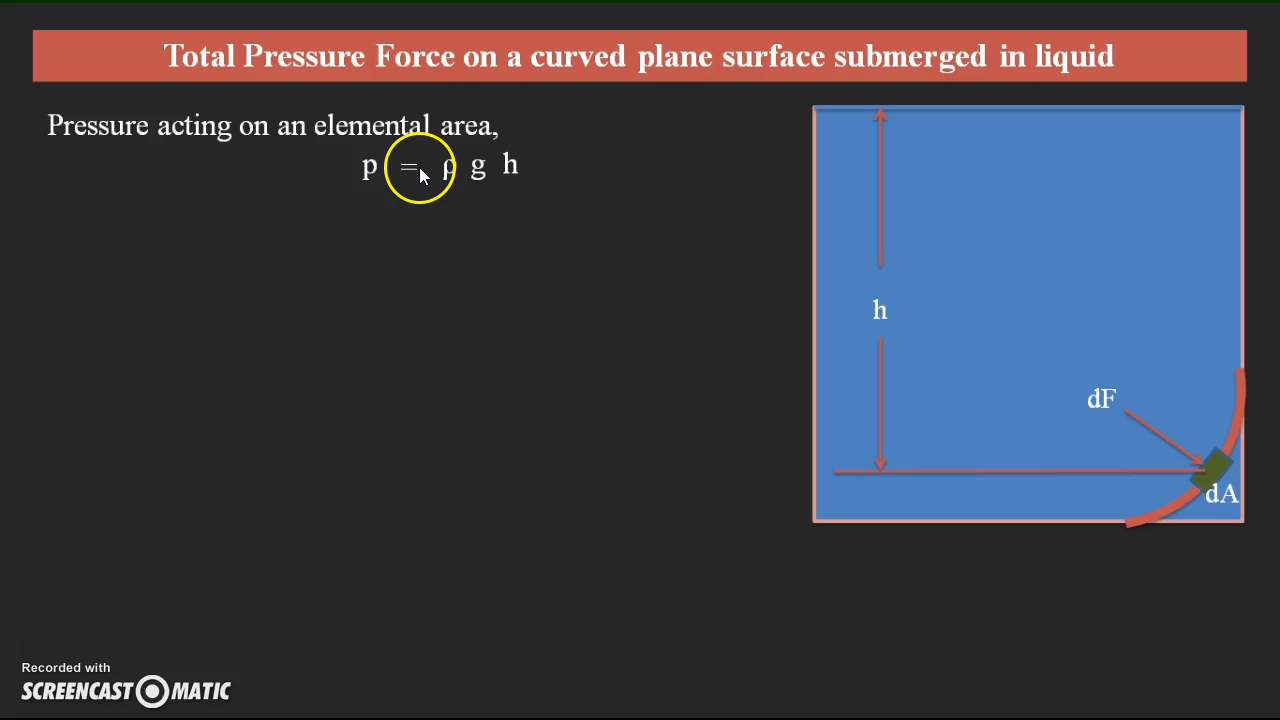 Total Pressure Force on a curved plane surface submerged in liquid
Pressure acting on an elemental area,
p = ρ g h
h
dF
dA
Recorded with
SCREENCAST MATIC